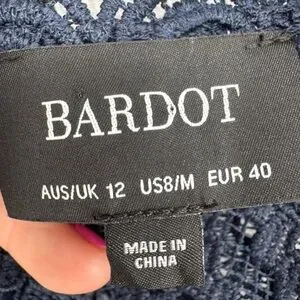 BARDOT
AUS/UK 12 US8/M EUR 40
MADE IN
CHINA